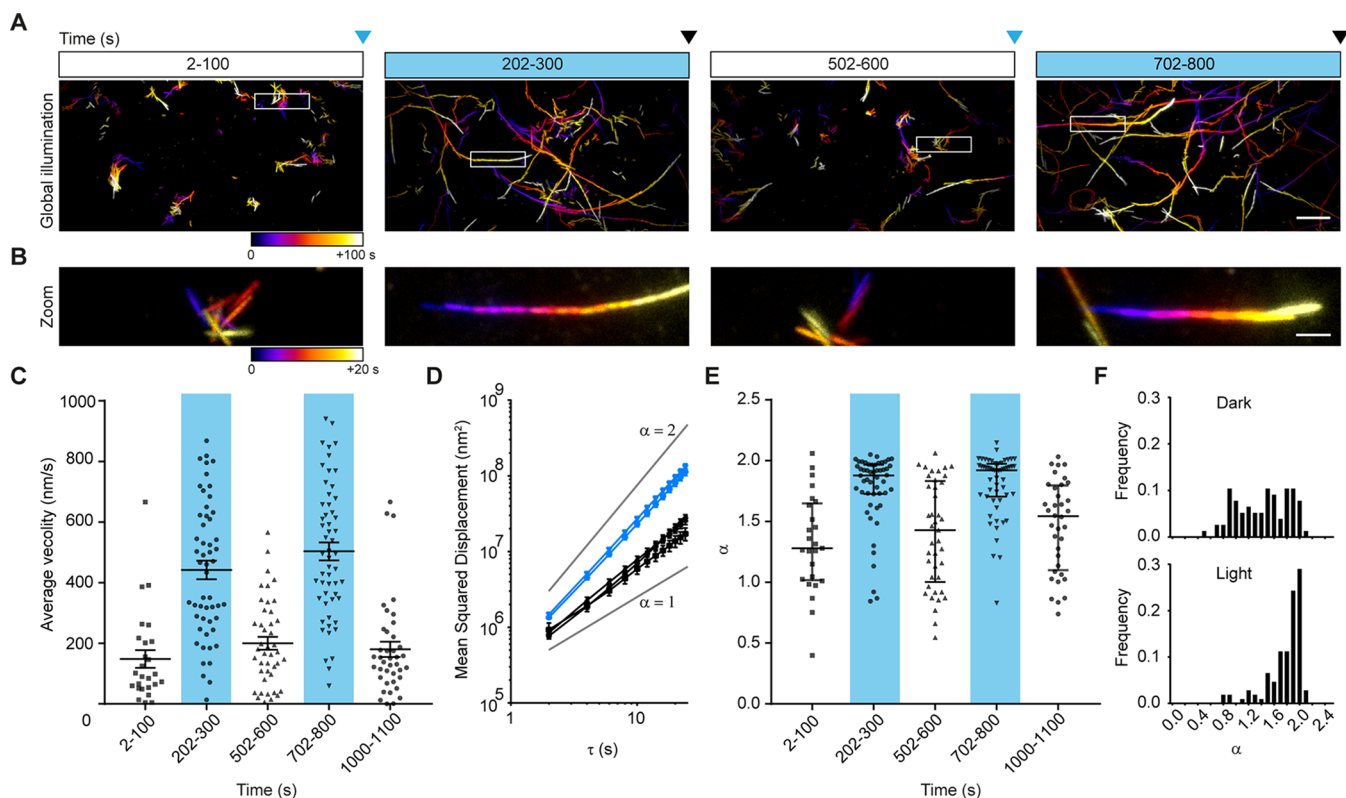 A
Time (s)
2-100
202-300
502-600
702-800
Global illumination
0
+100 s
B
Zoom
0
+20 s
C
Average vecolity (nm/s)
1000
800
600
400
200
0
2-100
202-300
502-600
702-800
1000-1100
Time (s)
D
Mean Squared Displacement (nm²)
10⁹
10⁸
10⁷
10⁶
10⁵
α = 2
α = 1
1
10
τ (s)
E
α
2.5
2.0
1.5
1.0
0.5
0.0
2-100
202-300
502-600
702-800
1000-1100
Time (s)
F
Dark
Frequency
0.3
0.2
0.1
0.0
Light
Frequency
0.3
0.2
0.1
0.0
0.0
0.4
0.8
1.2
1.6
2.0
2.4
α